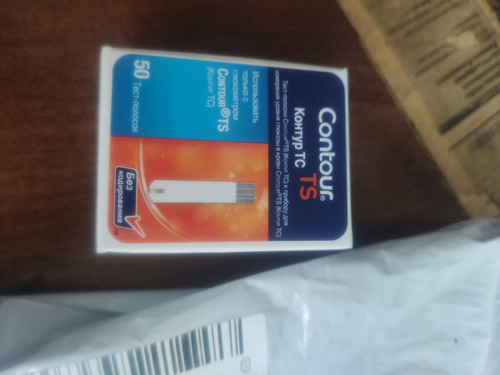 Contour® TS
Контур ТС
Тест-полоски Contour®TS (Контур ТС) к прибору для
измерения уровня глюкозы в крови Contour®TS (Контур ТС)
Использовать
только с
глюкометром
Contour®TS
(Контур ТС)
50 Тест-полосок
Без
кодирования